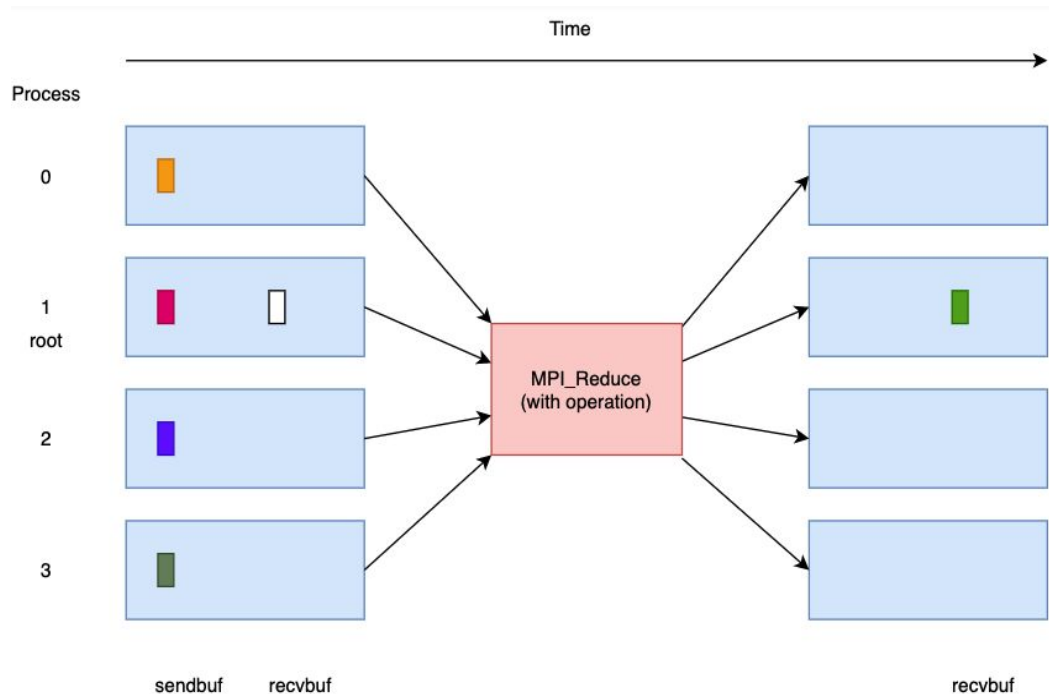 Time
Process
0
1
root
MPI_Reduce
(with operation)
2
3
sendbuf
recvbuf
recvbuf